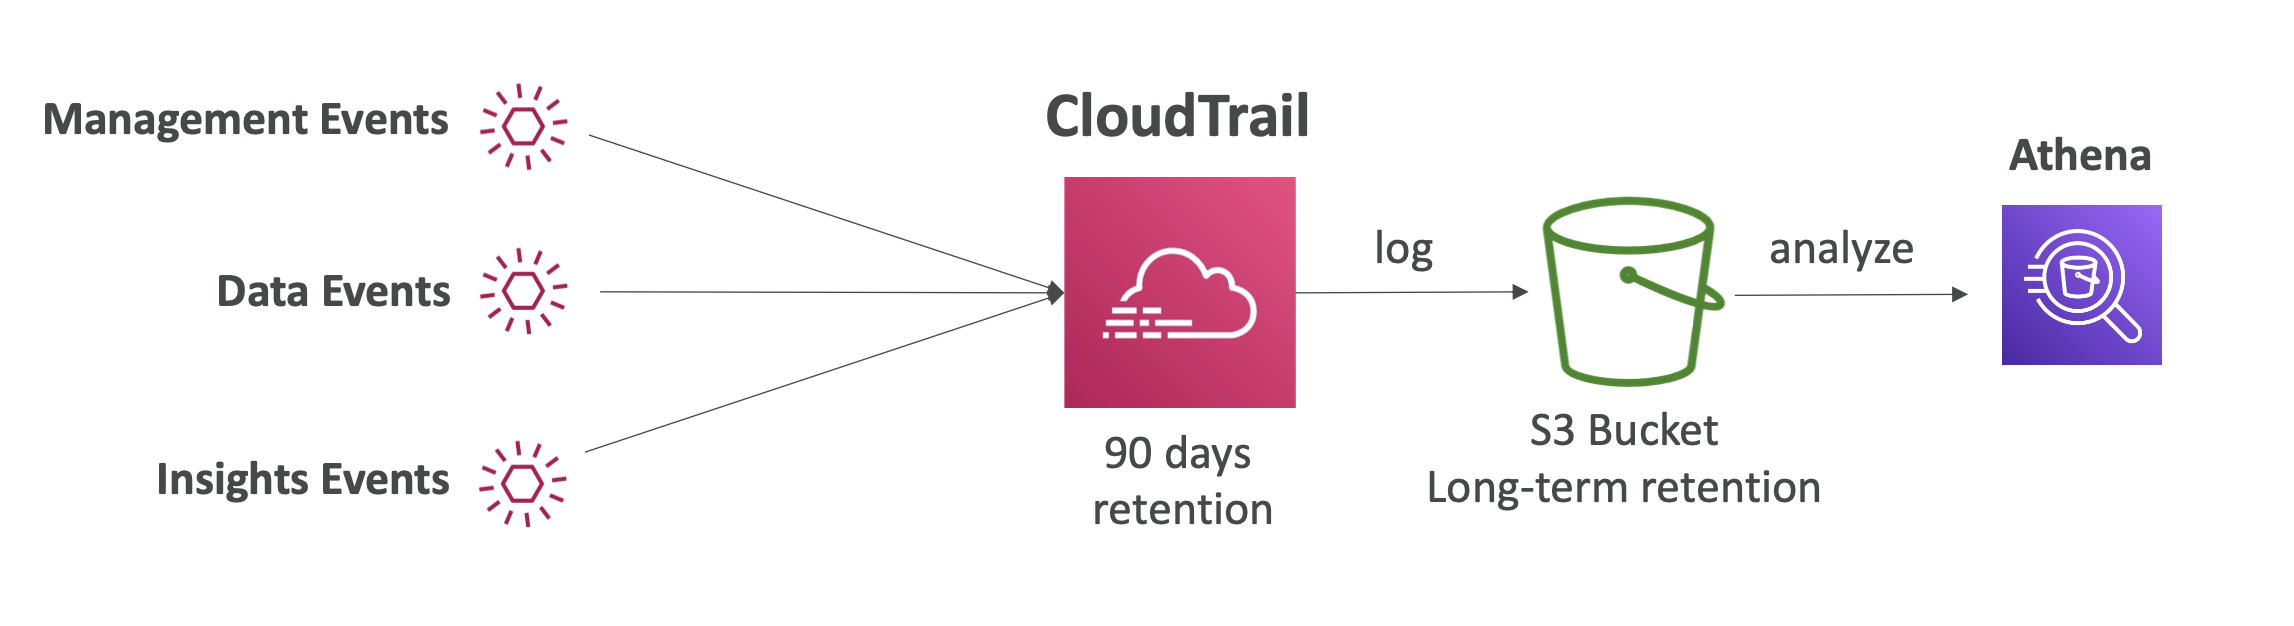 Management Events
Data Events
Insights Events
CloudTrail
90 days
retention
log
S3 Bucket
Long-term retention
analyze
Athena